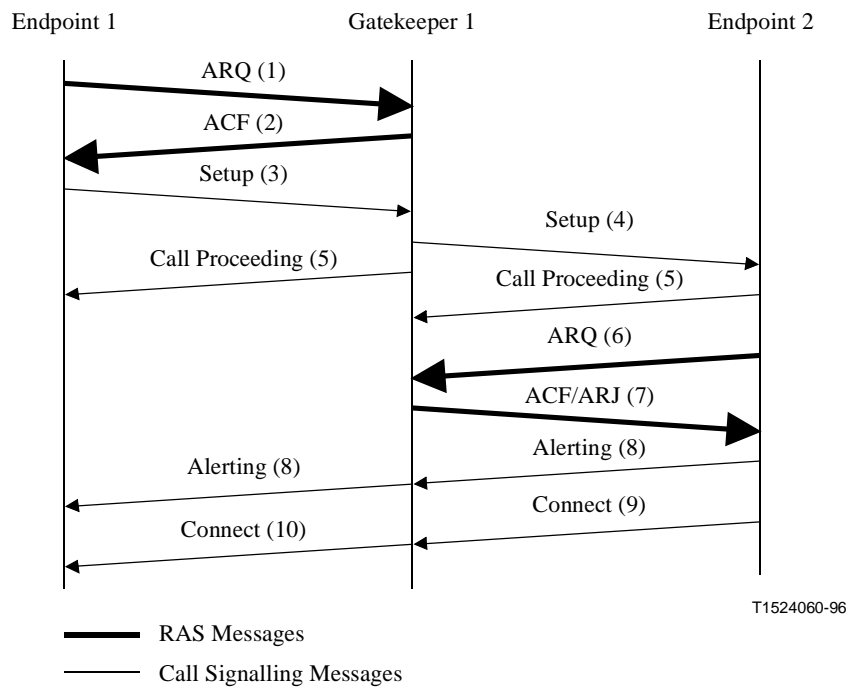 Endpoint 1
Gatekeeper 1
Endpoint 2
ARQ (1)
ACF (2)
Setup (3)
Setup (4)
Call Proceeding (5)
Call Proceeding (5)
ARQ (6)
ACF/ARJ (7)
Alerting (8)
Alerting (8)
Connect (9)
Connect (10)
T1524060-96
RAS Messages
Call Signalling Messages